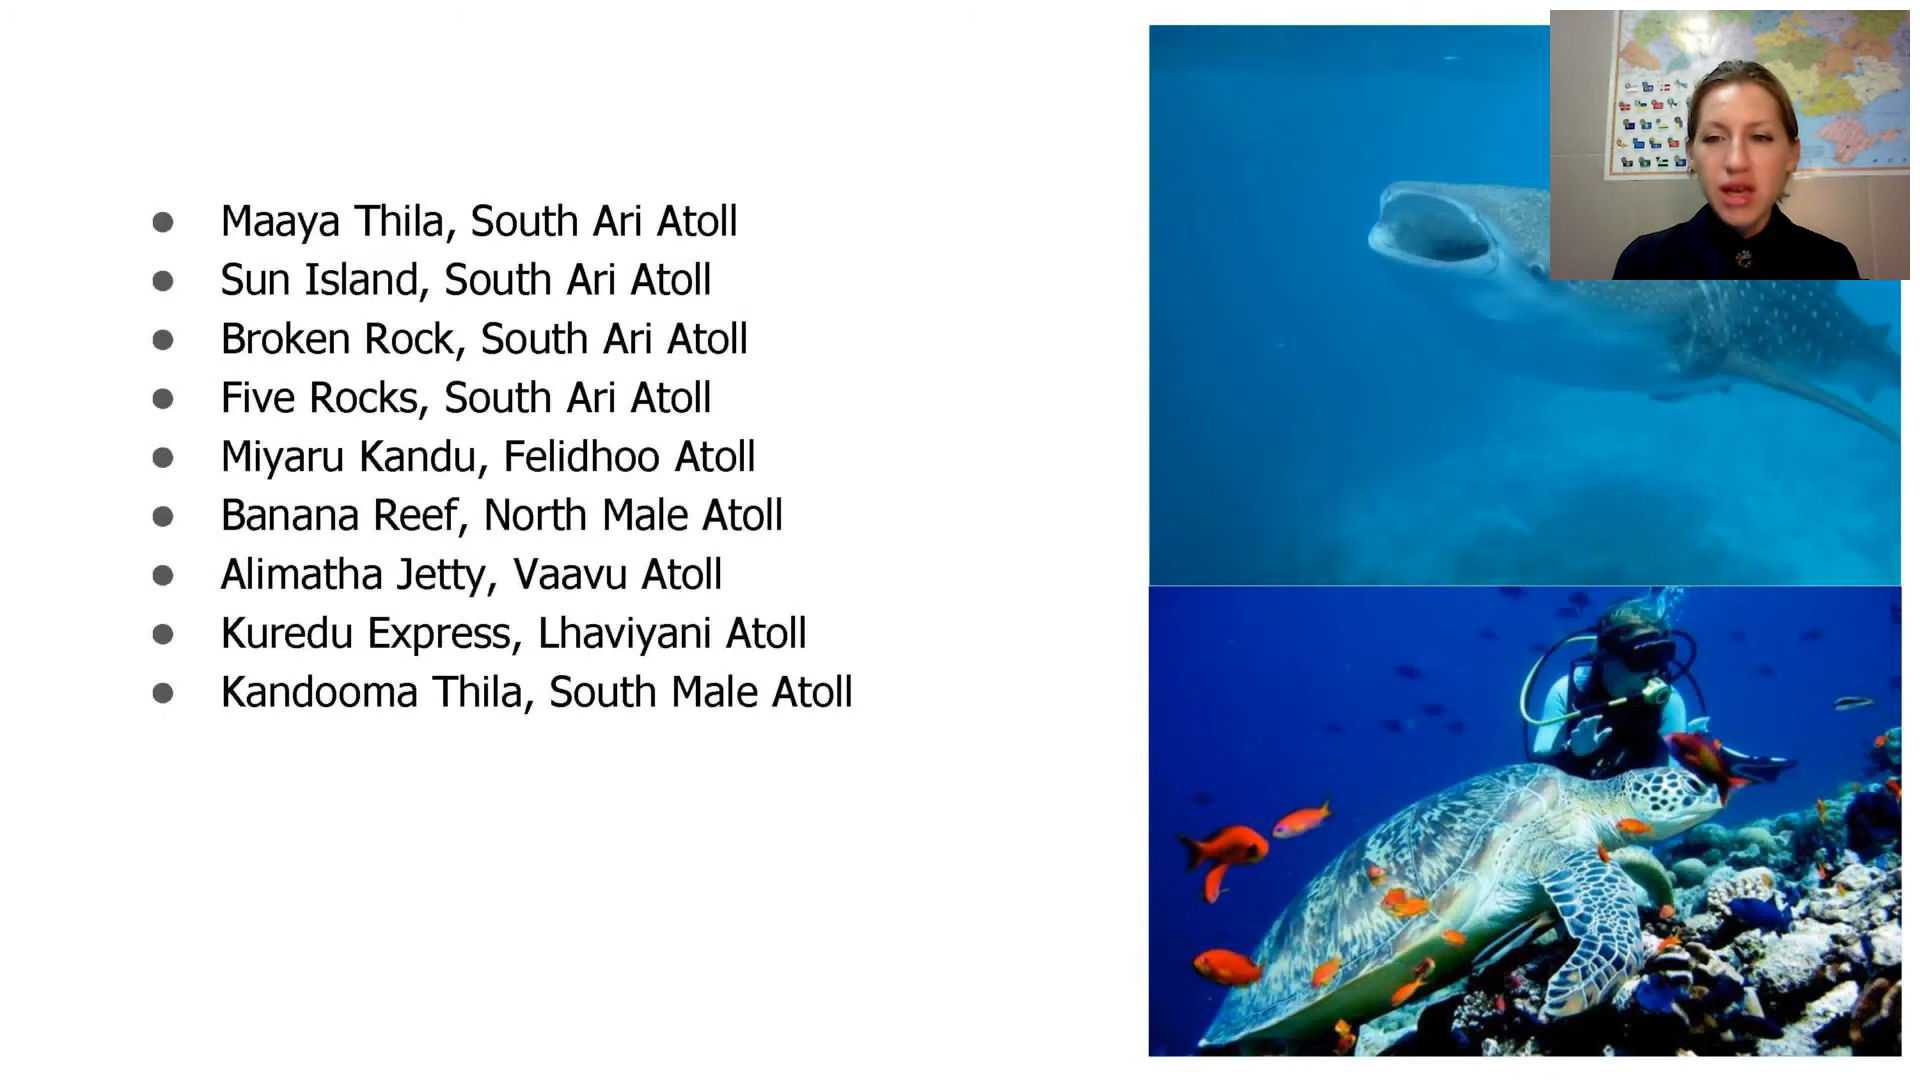 ● Maaya Thila, South Ari Atoll
● Sun Island, South Ari Atoll
● Broken Rock, South Ari Atoll
● Five Rocks, South Ari Atoll
● Miyaru Kandu, Felidhoo Atoll
● Banana Reef, North Male Atoll
● Alimatha Jetty, Vaavu Atoll
● Kuredu Express, Lhaviyani Atoll
● Kandooma Thila, South Male Atoll